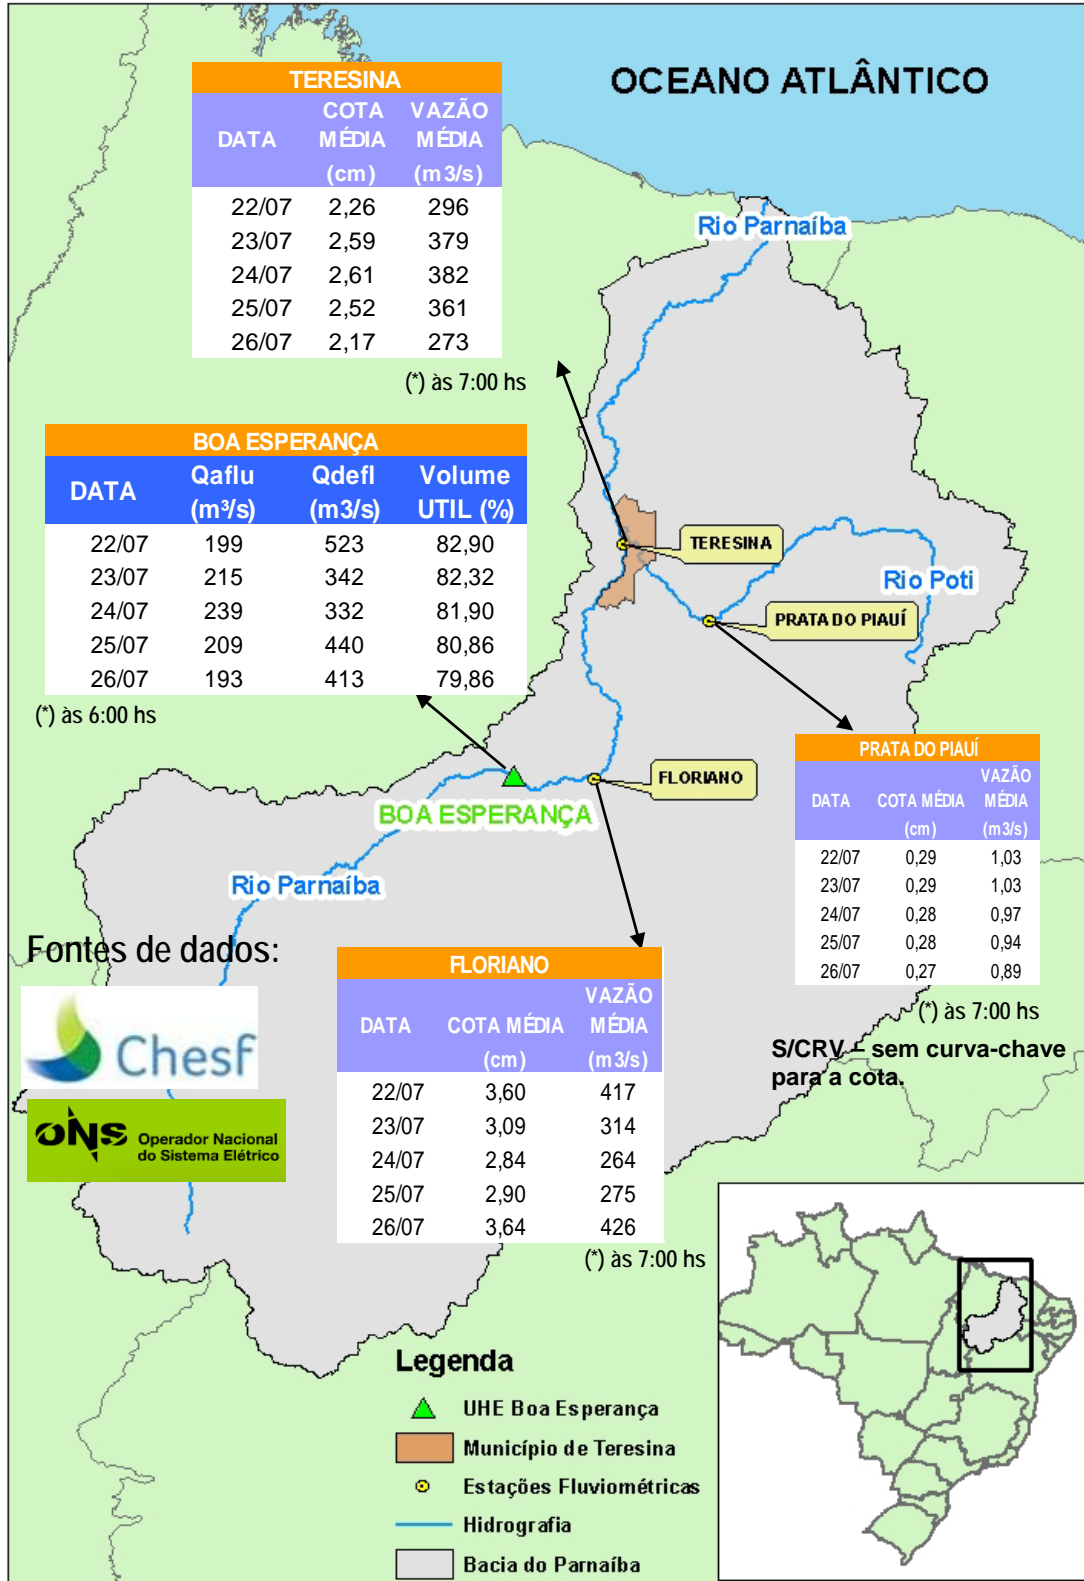 OCEANO ATLÂNTICO
TERESINA
DATA COTA MÉDIA (cm) VAZÃO MÉDIA (m3/s)
22/07 2,26 296
23/07 2,59 379
24/07 2,61 382
25/07 2,52 361
26/07 2,17 273
(*) às 7:00 hs
Rio Parnaíba
BOA ESPERANÇA
DATA Qaflu (m³/s) Qdefl (m3/s) Volume UTIL (%)
22/07 199 523 82,90
23/07 215 342 82,32
24/07 239 332 81,90
25/07 209 440 80,86
26/07 193 413 79,86
(*) às 6:00 hs
TERESINA
Rio Poti
PRATA DO PIAUÍ
FLORIANO
BOA ESPERANÇA
Rio Parnaíba
PRATA DO PIAUÍ
DATA COTA MÉDIA (cm) VAZÃO MÉDIA (m3/s)
22/07 0,29 1,03
23/07 0,29 1,03
24/07 0,28 0,97
25/07 0,28 0,94
26/07 0,27 0,89
(*) às 7:00 hs
S/CRV – sem curva-chave
para a cota.
Fontes de dados:
Chesf
ONS Operador Nacional
do Sistema Elétrico
FLORIANO
DATA COTA MÉDIA (cm) VAZÃO MÉDIA (m3/s)
22/07 3,60 417
23/07 3,09 314
24/07 2,84 264
25/07 2,90 275
26/07 3,64 426
(*) às 7:00 hs
Legenda
UHE Boa Esperança
Município de Teresina
Estações Fluviométricas
Hidrografia
Bacia do Parnaíba